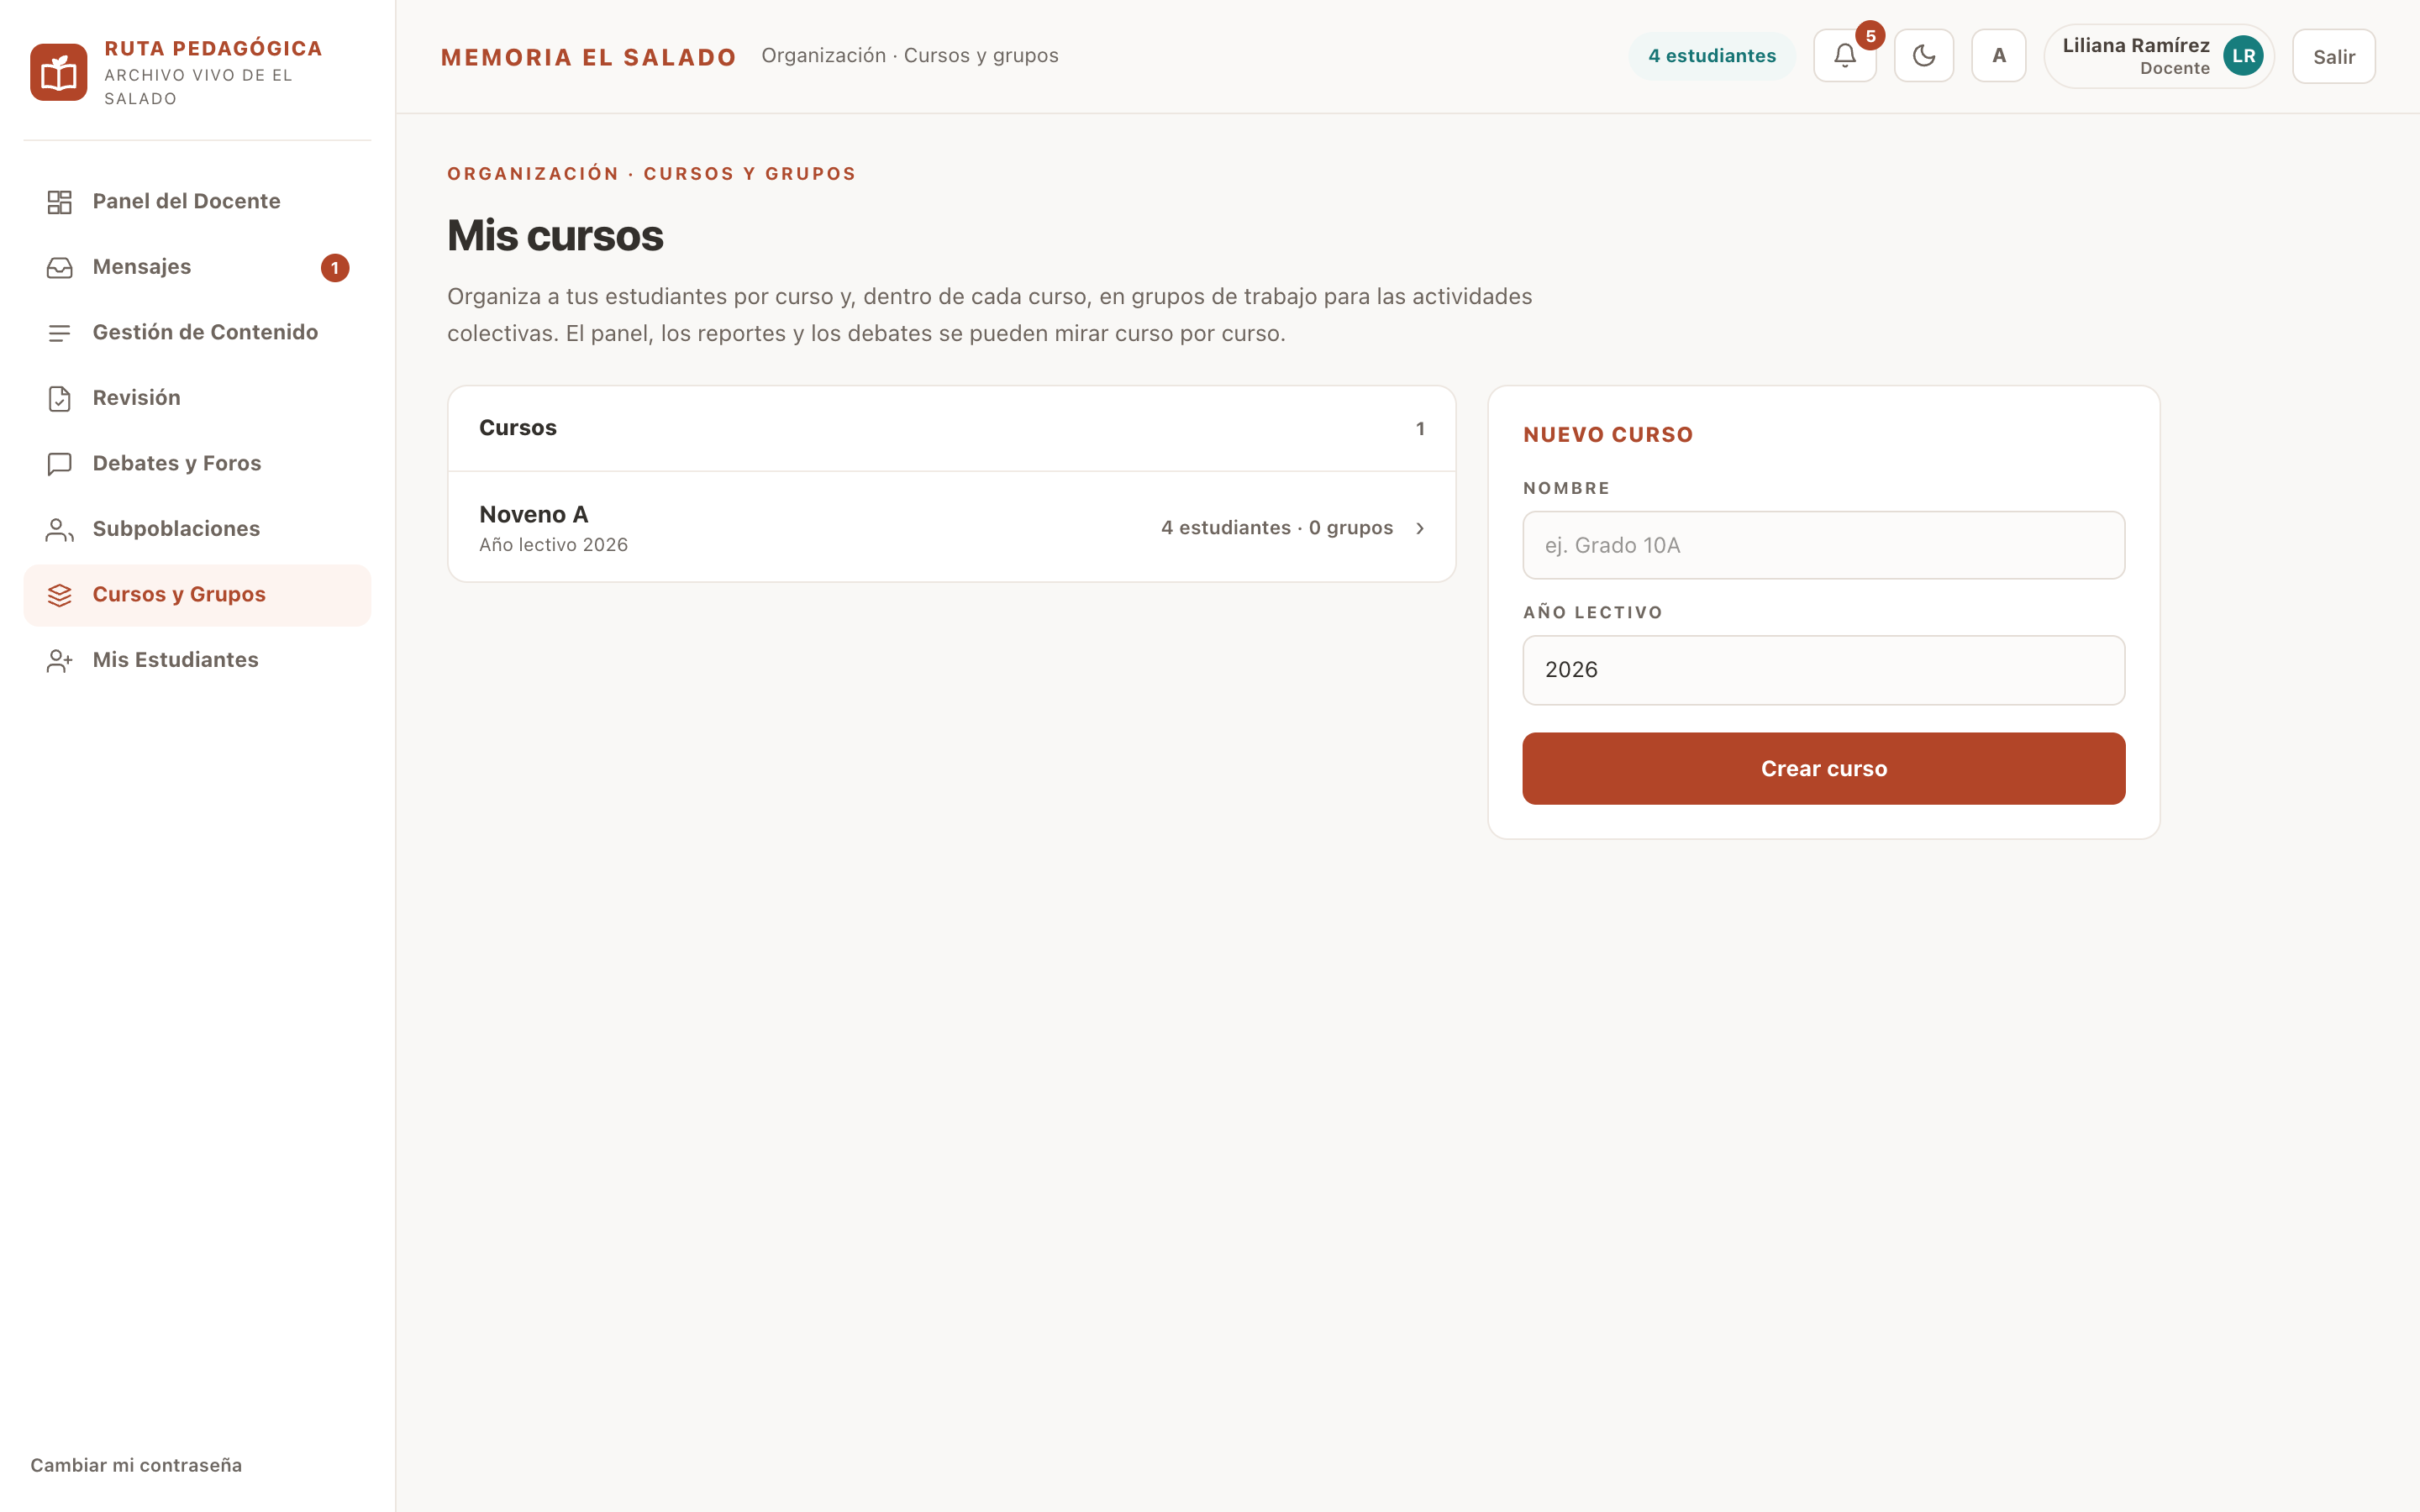 RUTA PEDAGÓGICA
ARCHIVO VIVO DE EL
SALADO
Panel del Docente
Mensajes
1
Gestión de Contenido
Revisión
Debates y Foros
Subpoblaciones
Cursos y Grupos
Mis Estudiantes
Cambiar mi contraseña
MEMORIA EL SALADO
Organización · Cursos y grupos
4 estudiantes
5
A
Liliana Ramírez
Docente
LR
Salir
ORGANIZACIÓN · CURSOS Y GRUPOS
Mis cursos
Organiza a tus estudiantes por curso y, dentro de cada curso, en grupos de trabajo para las actividades
colectivas. El panel, los reportes y los debates se pueden mirar curso por curso.
Cursos
1
Noveno A
Año lectivo 2026
4 estudiantes · 0 grupos
NUEVO CURSO
NOMBRE
ej. Grado 10A
AÑO LECTIVO
2026
Crear curso